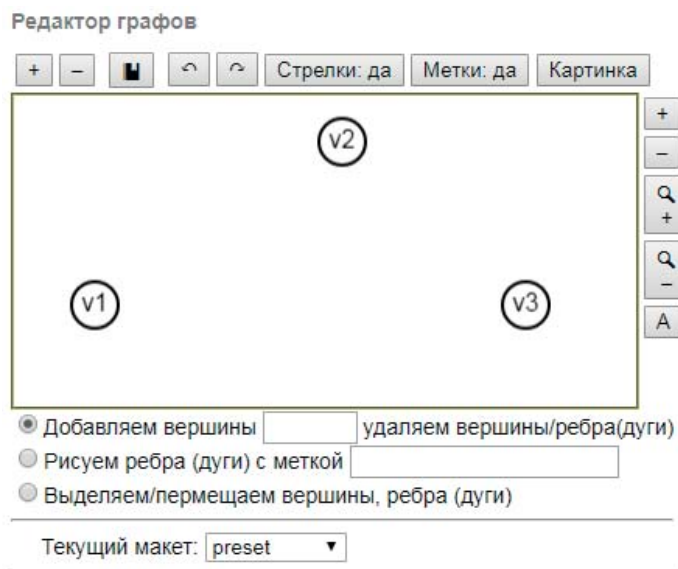 Редактор графов
+ – Стрелки: да Метки: да Картинка
+
v2
–
+
v1 v3
–
A
Добавляем вершины удаляем вершины/ребра(дуги)
Рисуем ребра (дуги) с меткой
Выделяем/пермещаем вершины, ребра (дуги)
Текущий макет: preset